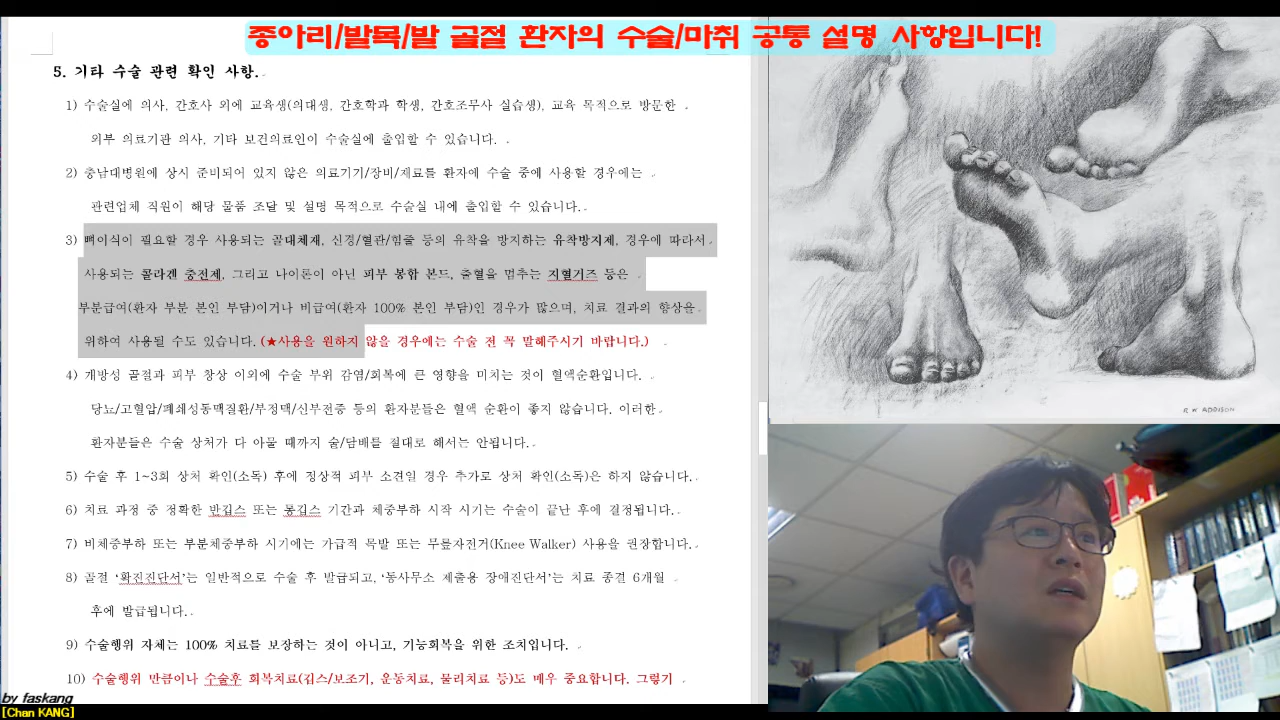 종아리/발목/발 골절 환자의 수술/마취 공통 설명 사항입니다!
5. 기타 수술 관련 확인 사항.
1) 수술실에 의사, 간호사 외에 교육생(의대생, 간호학과 학생, 간호조무사 실습생), 교육 목적으로 방문한
외부 의료기관 의사, 기타 보건의료인이 수술실에 출입할 수 있습니다.
2) 충남대병원에 상시 준비되어 있지 않은 의료기기/장비/재료를 환자에 수술 중에 사용할 경우에는
관련업체 직원이 해당 물품 조달 및 설명 목적으로 수술실 내에 출입할 수 있습니다.
3) 뼈이식이 필요할 경우 사용되는 골대체재, 신경/혈관/힘줄 등의 유착을 방지하는 유착방지제, 경우에 따라서
사용되는 콜라겐 충전제, 그리고 나이론이 아닌 피부 봉합 본드, 출혈을 멈추는 지혈기즈 등은
부분급여(환자 부분 본인 부담)이거나 비급여(환자 100% 본인 부담)인 경우가 많으며, 치료 결과의 향상을
위하여 사용될 수도 있습니다. (★사용을 원하지 않을 경우에는 수술 전 꼭 말해주시기 바랍니다.)
4) 개방성 골절과 피부 창상 이외에 수술 부위 감염/회복에 큰 영향을 미치는 것이 혈액순환입니다.
당뇨/고혈압/폐쇄성동맥질환/부정맥/신부전증 등의 환자분들은 혈액 순환이 좋지 않습니다. 이러한
환자분들은 수술 상처가 다 아물 때까지 술/담배를 절대로 해서는 안됩니다.
5) 수술 후 1~3회 상처 확인(소독) 후에 정상적 피부 소견일 경우 추가로 상처 확인(소독)은 하지 않습니다.
6) 치료 과정 중 정확한 반깁스 또는 통깁스 기간과 체중부하 시작 시기는 수술이 끝난 후에 결정됩니다.
7) 비체중부하 또는 부분체중부하 시기에는 가급적 목발 또는 무릎자전거(Knee Walker) 사용을 권장합니다.
8) 골절 '확진진단서'는 일반적으로 수술 후 발급되고, '동사무소 제출용 장애진단서'는 치료 종결 6개월
후에 발급됩니다.
9) 수술행위 자체는 100% 치료를 보장하는 것이 아니고, 기능회복을 위한 조치입니다.
10) 수술행위 만큼이나 수술후 회복치료(깁스/보조기, 운동치료, 물리치료 등)도 매우 중요합니다. 그렇기
by faskang
[Chan KANG]
R W ADDISON